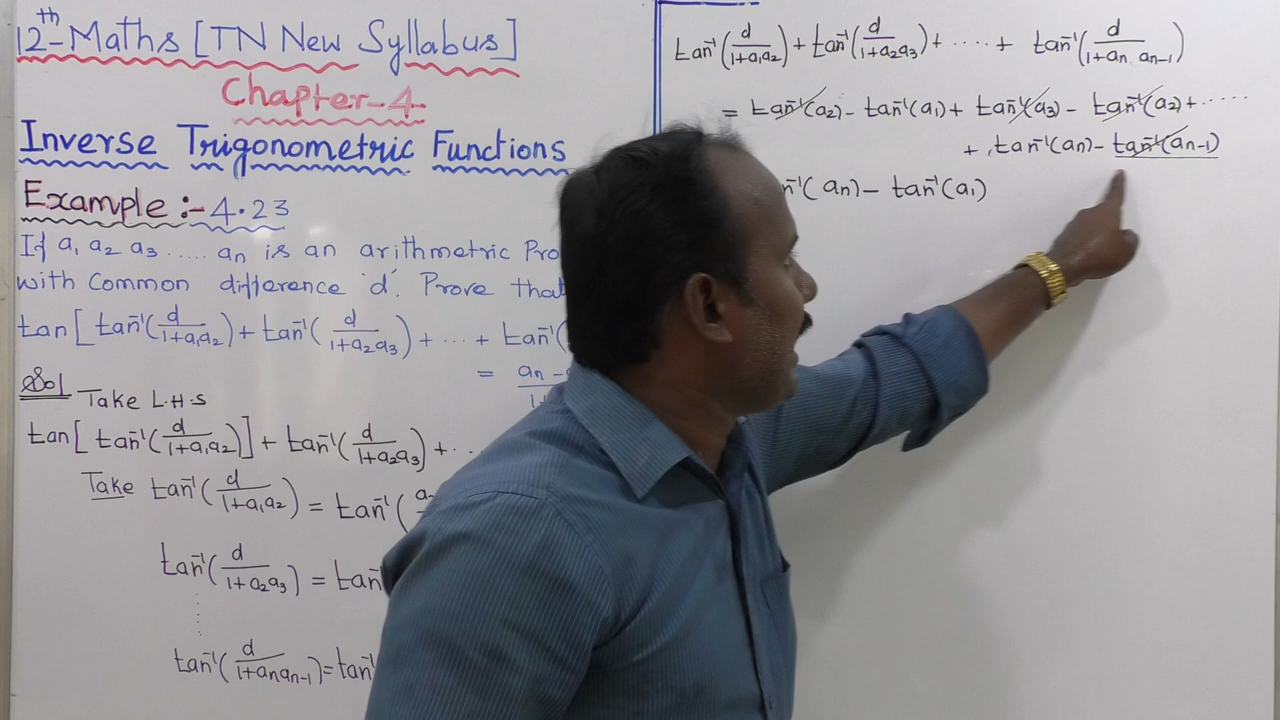 12th-Maths [TN New Syllabus]
Chapter-4
Inverse Trigonometric Functions
Example :- 4.23
If a₁ a₂ a₃ ..... aₙ is an arithmetric
with Common difference 'd'. Prove that
tan[tan⁻¹(d/1+a₁a₂) + tan⁻¹(d/1+a₂a₃) + ... + tan⁻¹(
= aₙ -
Sol Take L.H.S
tan[tan⁻¹(d/1+a₁a₂)] + tan⁻¹(d/1+a₂a₃) + ...
Take tan⁻¹(d/1+a₁a₂) = tan⁻¹(
tan⁻¹(d/1+a₂a₃) = tan⁻¹
tan⁻¹(d/1+aₙaₙ₋₁) = tan⁻¹
tan⁻¹(d/1+a₁a₂) + tan⁻¹(d/1+a₂a₃) + ..... + tan⁻¹(d/1+aₙ aₙ₋₁)
= tan⁻¹(a₂) - tan⁻¹(a₁) + tan⁻¹(a₃) - tan⁻¹(a₂) + .....
+ tan⁻¹(aₙ) - tan⁻¹(aₙ₋₁)
n⁻¹(aₙ) - tan⁻¹(a₁)